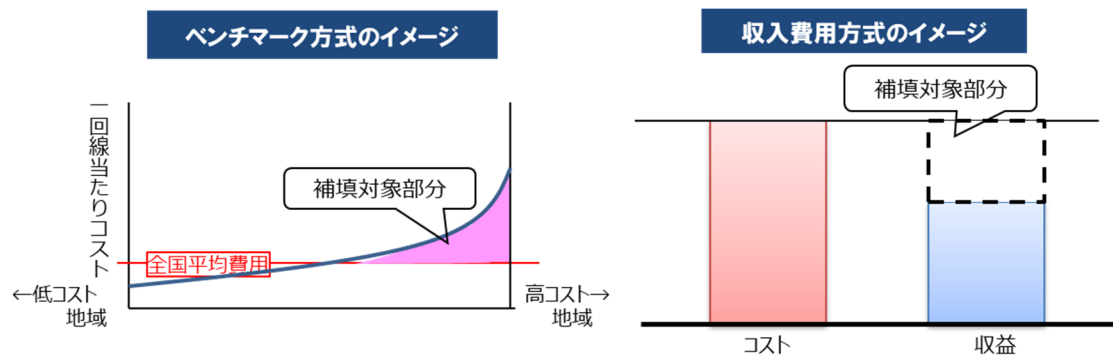 ベンチマーク方式のイメージ
一回線当たりコスト
補填対象部分
全国平均費用
←低コスト
地域
高コスト→
地域
収入費用方式のイメージ
補填対象部分
コスト
収益